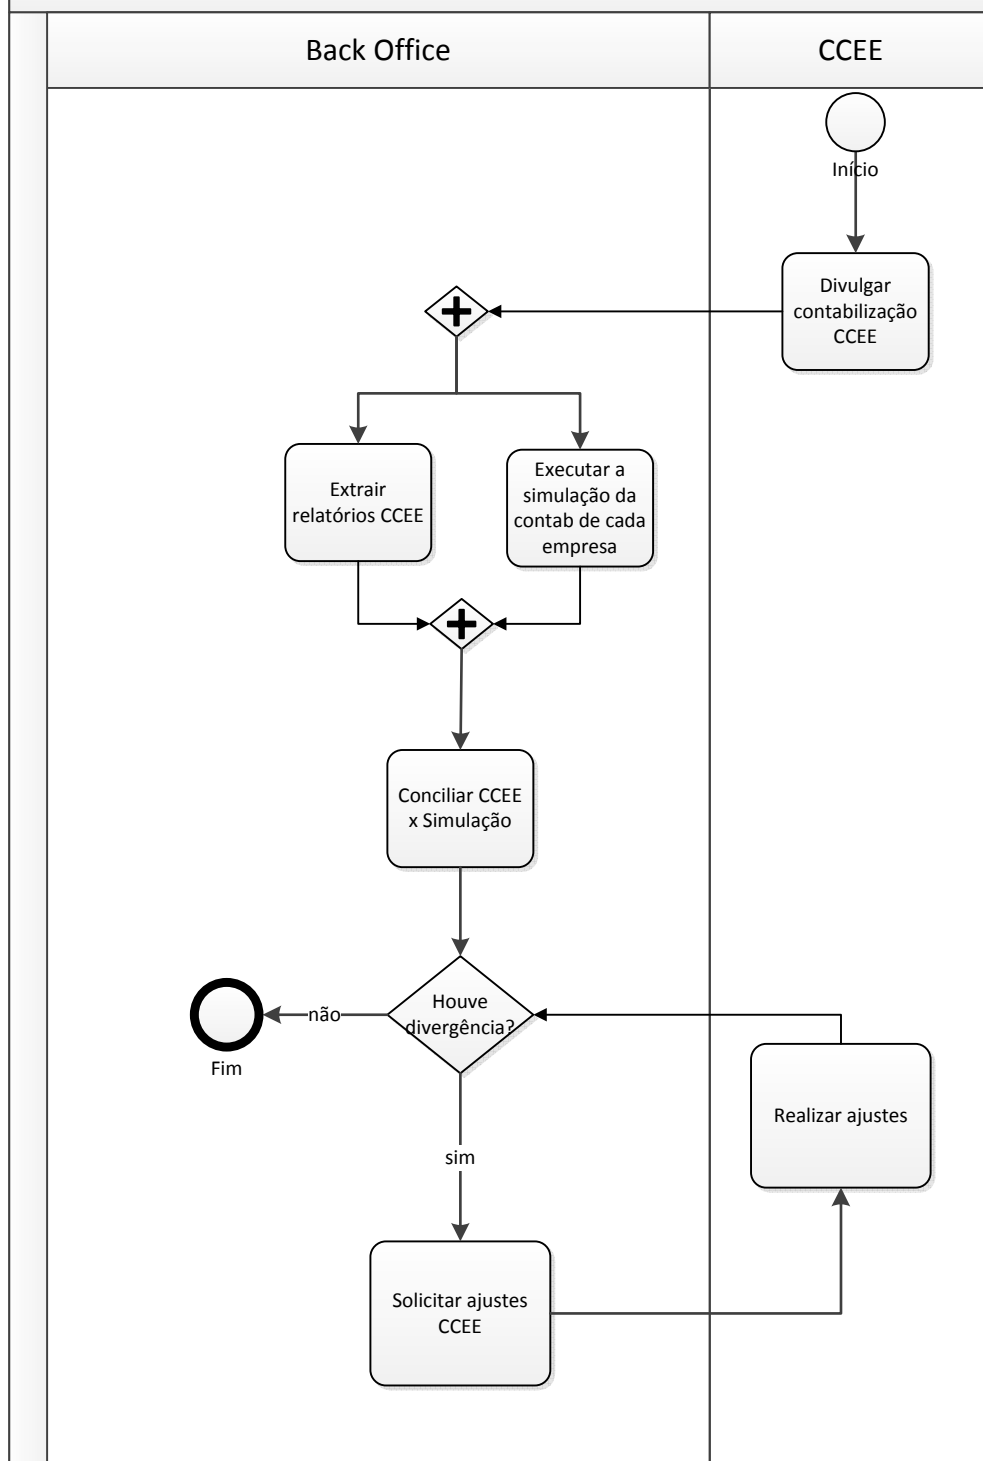 Back Office
CCEE
Início
Divulgar
contabilização
CCEE
Extrair
relatórios CCEE
Executar a
simulação da
contab de cada
empresa
Conciliar CCEE
x Simulação
Houve
divergência?
não
Fim
Realizar ajustes
sim
Solicitar ajustes
CCEE